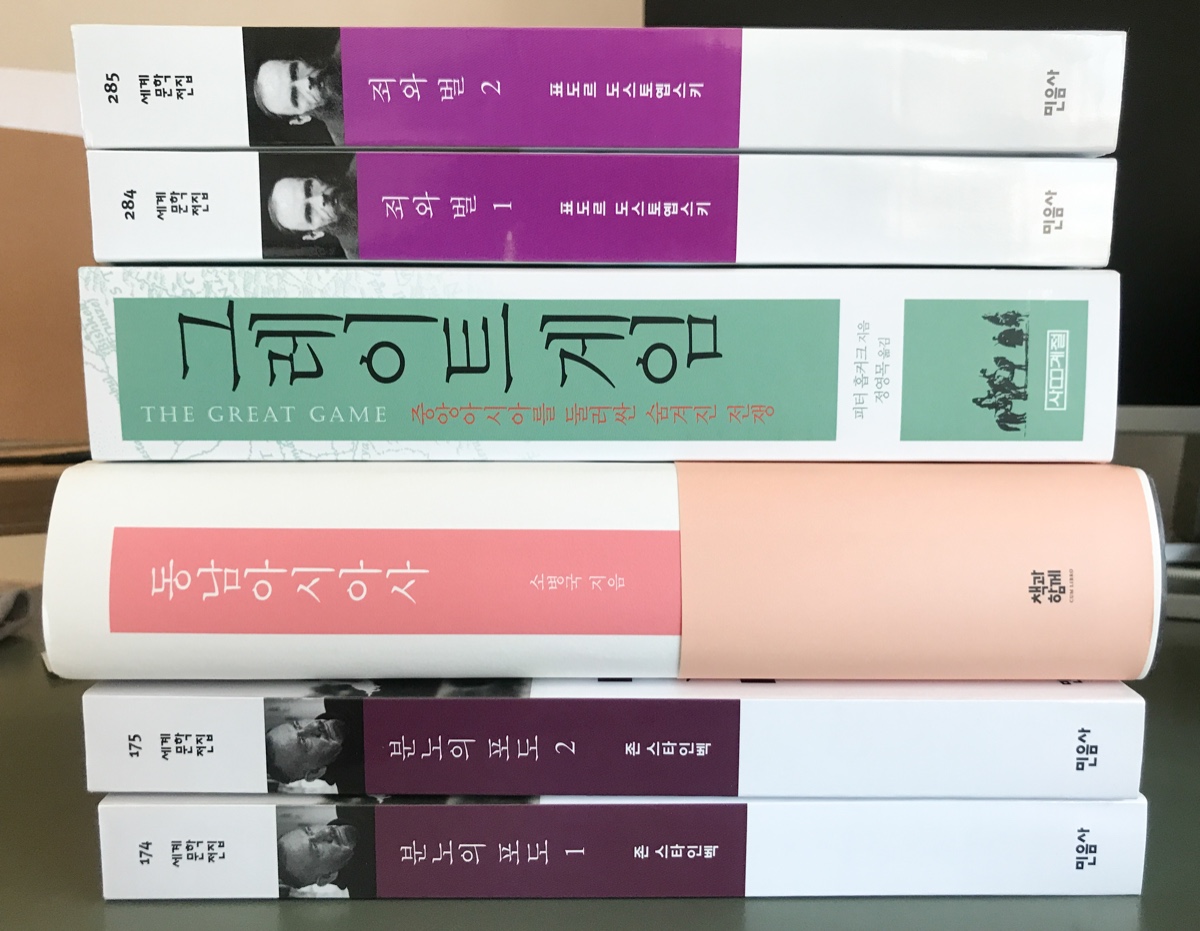 285
세계
문학
전집
죄와 벌 2
표도르 도스토옙스키
민음사
284
세계
문학
전집
죄와 벌 1
표도르 도스토옙스키
민음사
그레이트 게임
THE GREAT GAME 중앙아시아를 둘러싼 숨겨진 전쟁
피터 홉커크 지음
정영목 옮김
사계절
동남아시아사
소병국 지음
책과
함께
CUM LIBRO
175
세계
문학
전집
분노의 포도 2
존 스타인벡
민음사
174
세계
문학
전집
분노의 포도 1
존 스타인벡
민음사